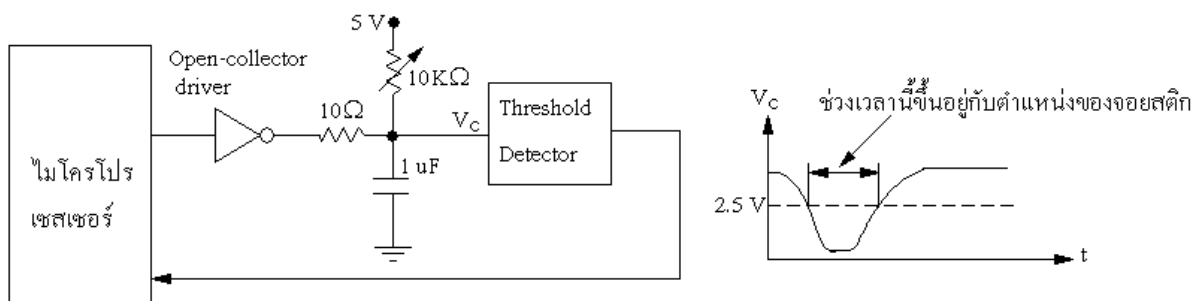 5 V
Open-collector
driver
10KΩ
10Ω
V_C
Threshold
Detector
1 uF
ไมโครโปร
เซสเซอร์
V_C
ช่วงเวลานี้ขึ้นอยู่กับตำแหน่งของจอยสติก
2.5 V
t